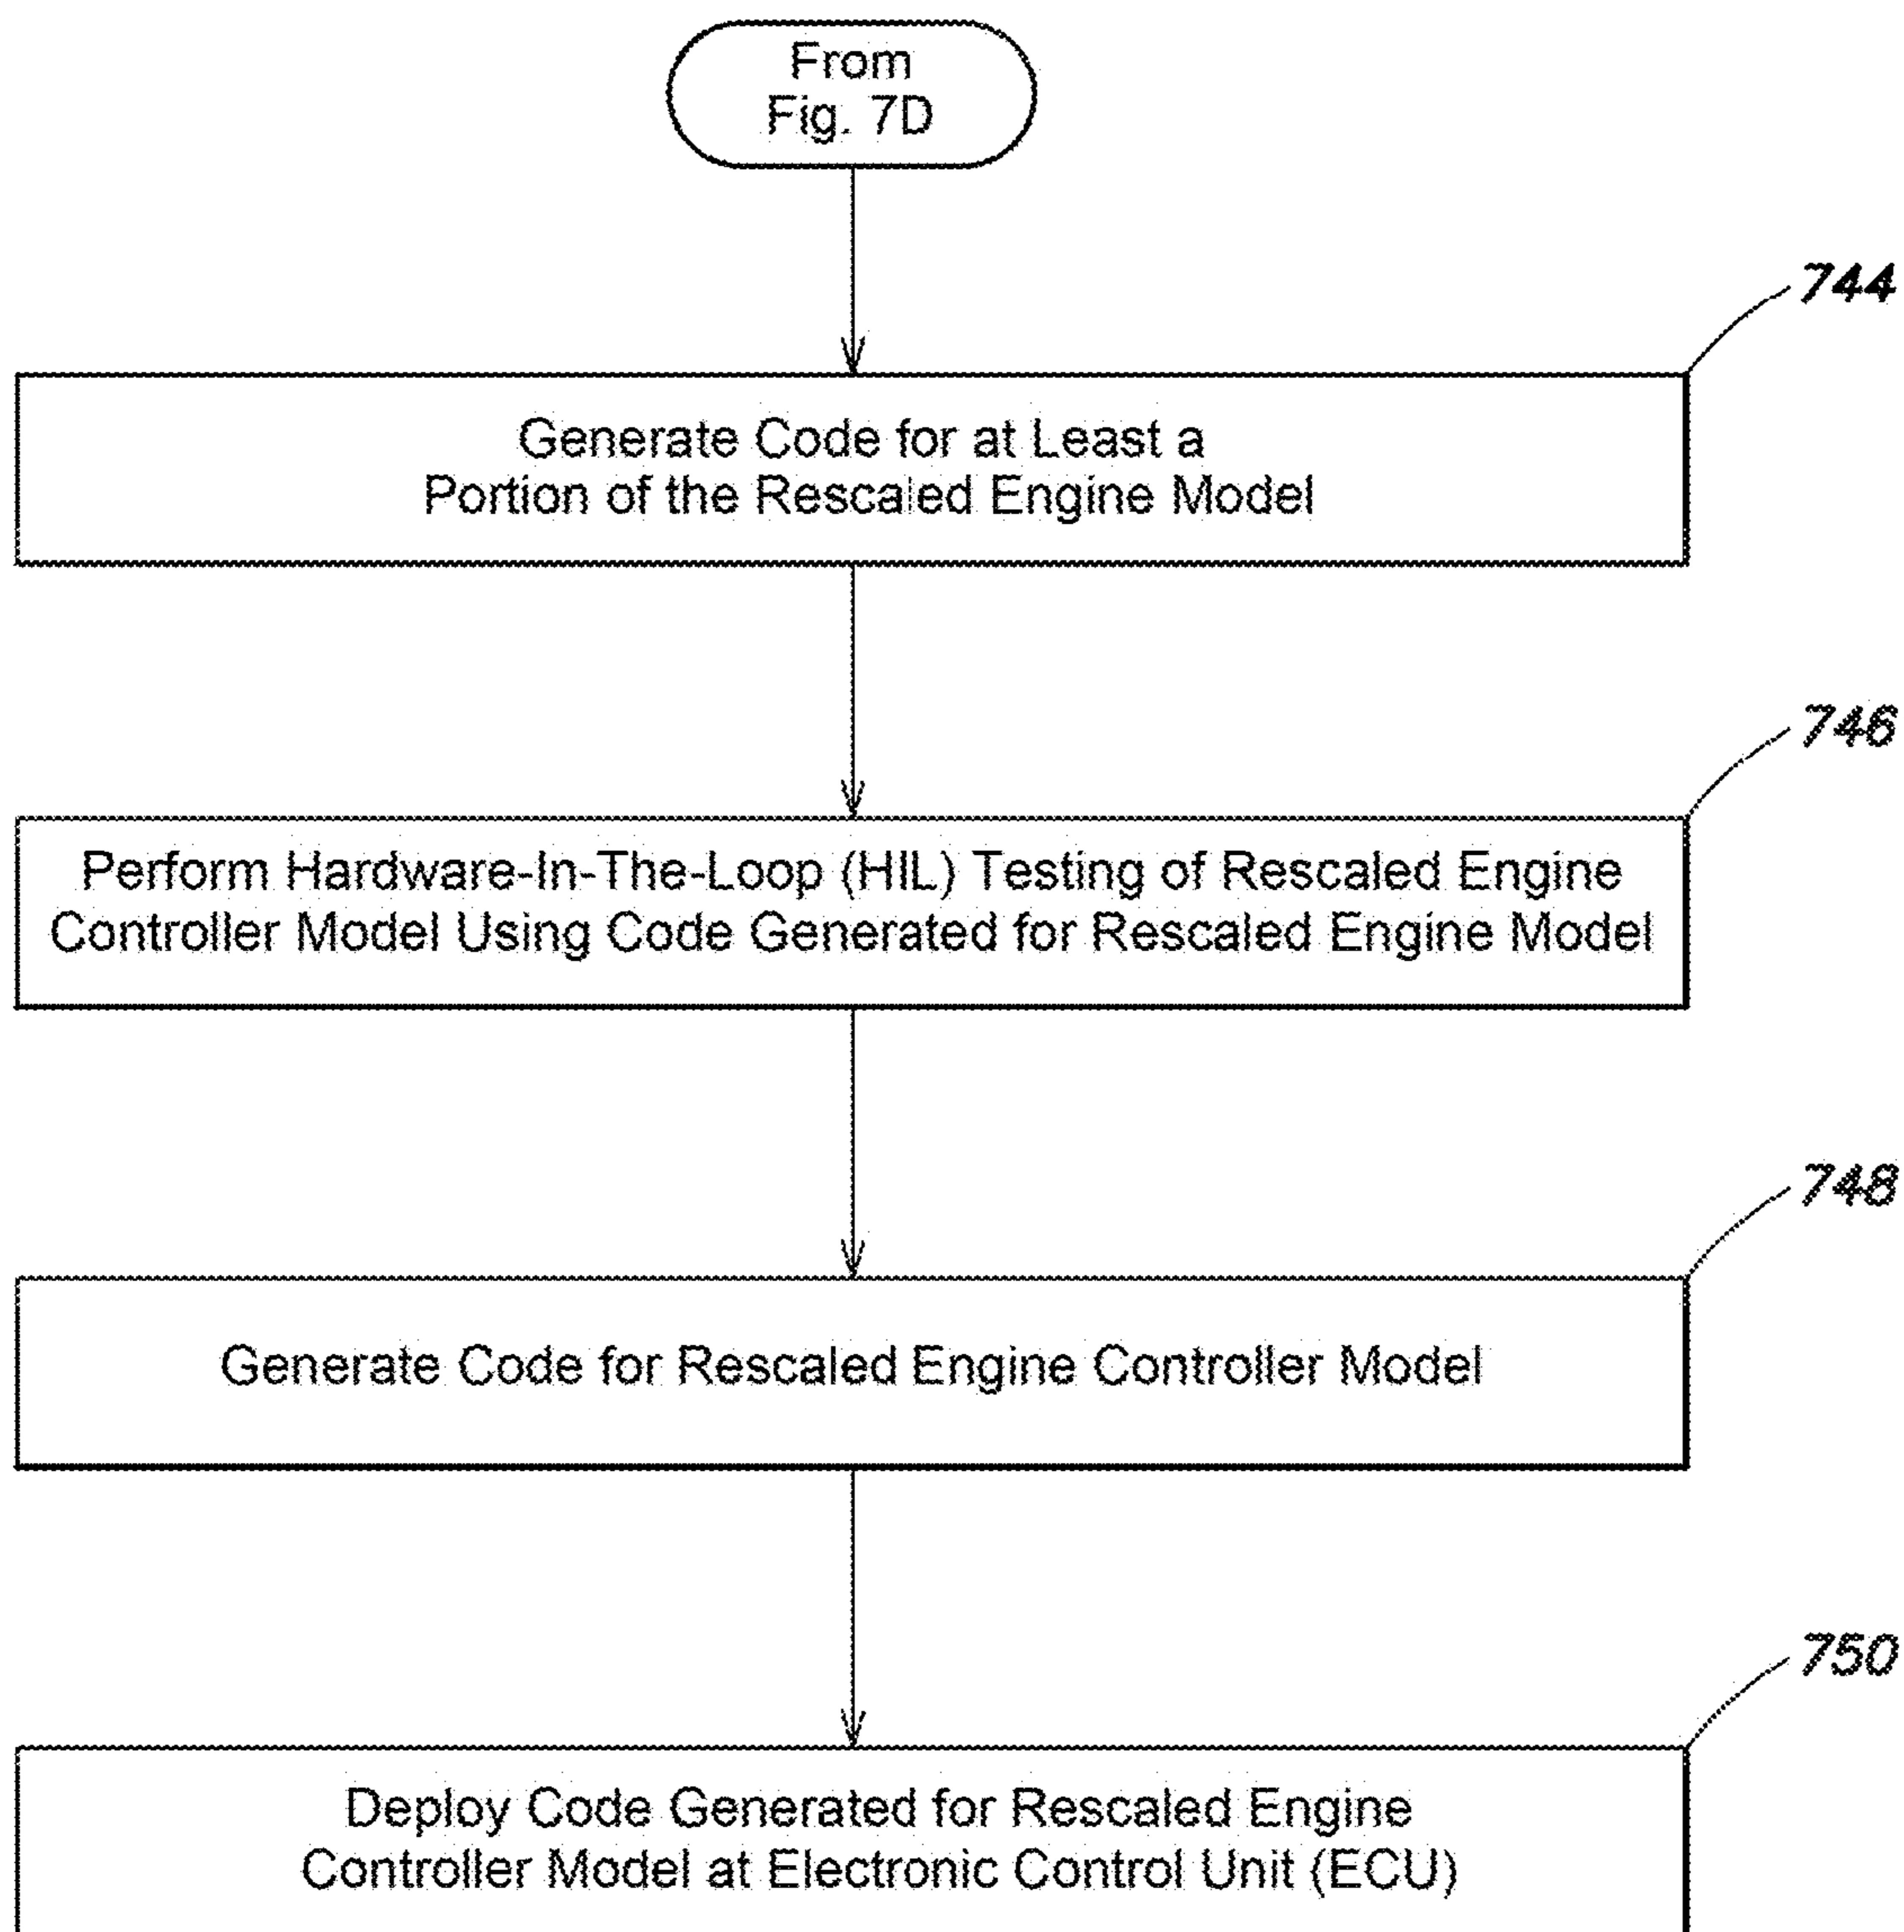 From
Fig. 7D
744
Generate Code for at Least a
Portion of the Rescaled Engine Model
746
Perform Hardware-In-The-Loop (HIL) Testing of Rescaled Engine
Controller Model Using Code Generated for Rescaled Engine Model
748
Generate Code for Rescaled Engine Controller Model
750
Deploy Code Generated for Rescaled Engine
Controller Model at Electronic Control Unit (ECU)